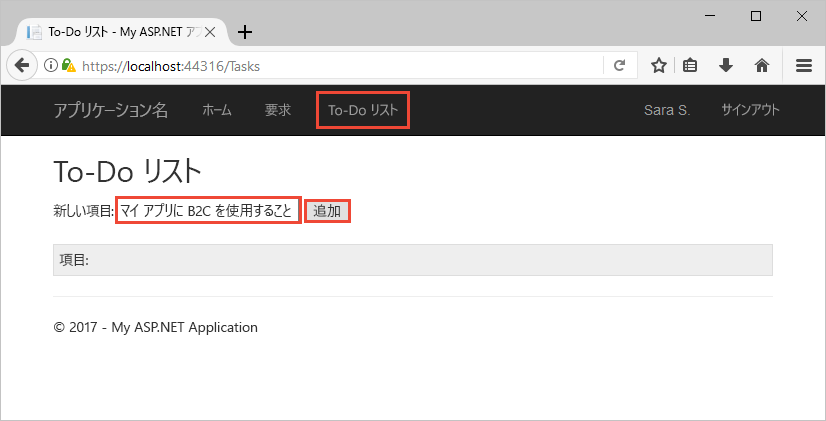 To-Do リスト - My ASP.NET ア
https://localhost:44316/Tasks
アプリケーション名 ホーム 要求 To-Do リスト Sara S. サインアウト
To-Do リスト
新しい項目: マイ アプリに B2C を使用すること 追加
項目:
© 2017 - My ASP.NET Application